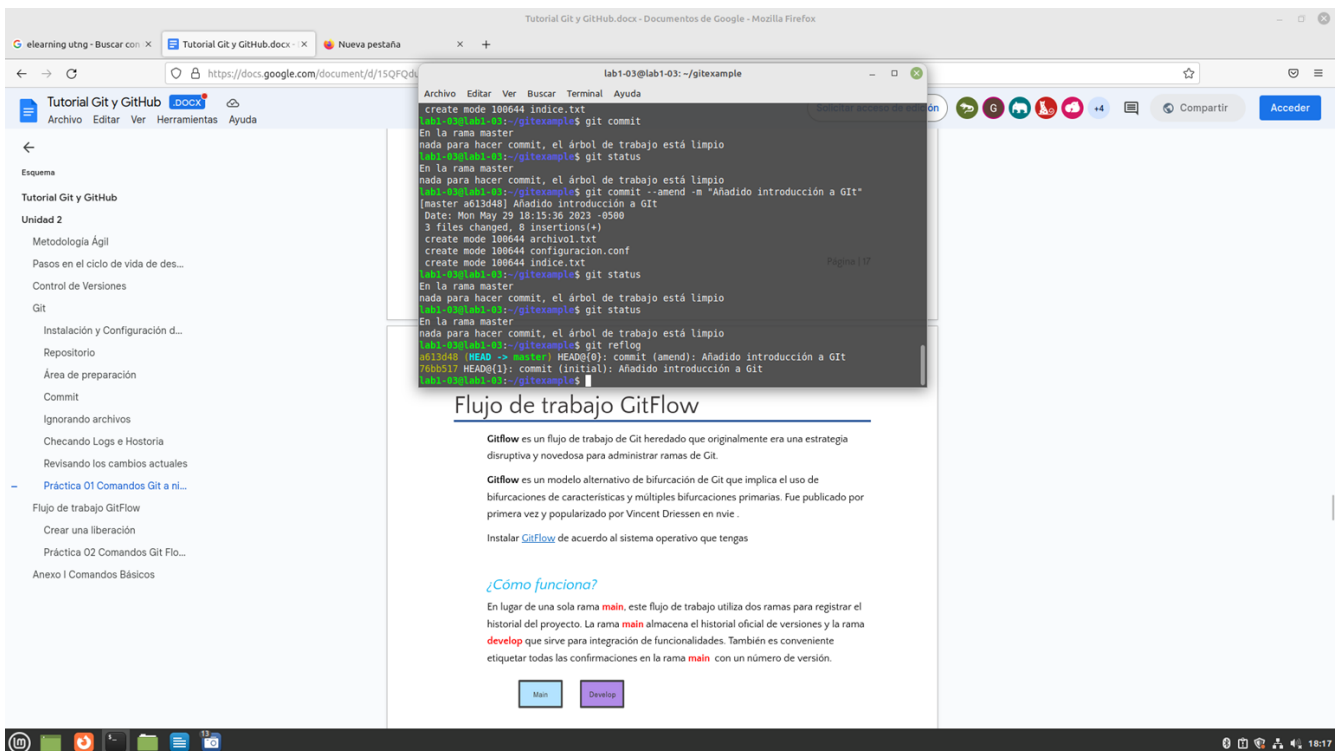 Tutorial Git y GitHub.docx - Documentos de Google - Mozilla Firefox
elearning utng - Buscar con
Tutorial Git y GitHub.docx -
Nueva pestaña
https://docs.google.com/document/d/15QFQdu
Tutorial Git y GitHub .DOCX
Archivo Editar Ver Herramientas Ayuda
Solicitar acceso de edición
G
+4
Compartir
Acceder
Esquema
Tutorial Git y GitHub
Unidad 2
Metodología Ágil
Pasos en el ciclo de vida de des...
Control de Versiones
Git
Instalación y Configuración d...
Repositorio
Área de preparación
Commit
Ignorando archivos
Checando Logs e Hostoria
Revisando los cambios actuales
Práctica 01 Comandos Git a ni...
Flujo de trabajo GitFlow
Crear una liberación
Práctica 02 Comandos Git Flo...
Anexo I Comandos Básicos
lab1-03@lab1-03: ~/gitexample
Archivo Editar Ver Buscar Terminal Ayuda
create mode 100644 indice.txt
lab1-03@lab1-03:~/gitexample$ git commit
En la rama master
nada para hacer commit, el árbol de trabajo está limpio
lab1-03@lab1-03:~/gitexample$ git status
En la rama master
nada para hacer commit, el árbol de trabajo está limpio
lab1-03@lab1-03:~/gitexample$ git commit --amend -m "Añadido introducción a GIt"
[master a613d48] Añadido introducción a GIt
Date: Mon May 29 18:15:36 2023 -0500
3 files changed, 8 insertions(+)
create mode 100644 archivo1.txt
create mode 100644 configuracion.conf
create mode 100644 indice.txt
lab1-03@lab1-03:~/gitexample$ git status
En la rama master
nada para hacer commit, el árbol de trabajo está limpio
lab1-03@lab1-03:~/gitexample$ git status
En la rama master
nada para hacer commit, el árbol de trabajo está limpio
lab1-03@lab1-03:~/gitexample$ git reflog
a613d48 (HEAD -> master) HEAD@{0}: commit (amend): Añadido introducción a GIt
76bb517 HEAD@{1}: commit (initial): Añadido introducción a Git
lab1-03@lab1-03:~/gitexample$
Página | 17
Flujo de trabajo GitFlow
Gitflow es un flujo de trabajo de Git heredado que originalmente era una estrategia
disruptiva y novedosa para administrar ramas de Git.
Gitflow es un modelo alternativo de bifurcación de Git que implica el uso de
bifurcaciones de características y múltiples bifurcaciones primarias. Fue publicado por
primera vez y popularizado por Vincent Driessen en nvie .
Instalar GitFlow de acuerdo al sistema operativo que tengas
¿Cómo funciona?
En lugar de una sola rama main, este flujo de trabajo utiliza dos ramas para registrar el
historial del proyecto. La rama main almacena el historial oficial de versiones y la rama
develop que sirve para integración de funcionalidades. También es conveniente
etiquetar todas las confirmaciones en la rama main con un número de versión.
Main
Develop
13
18:17